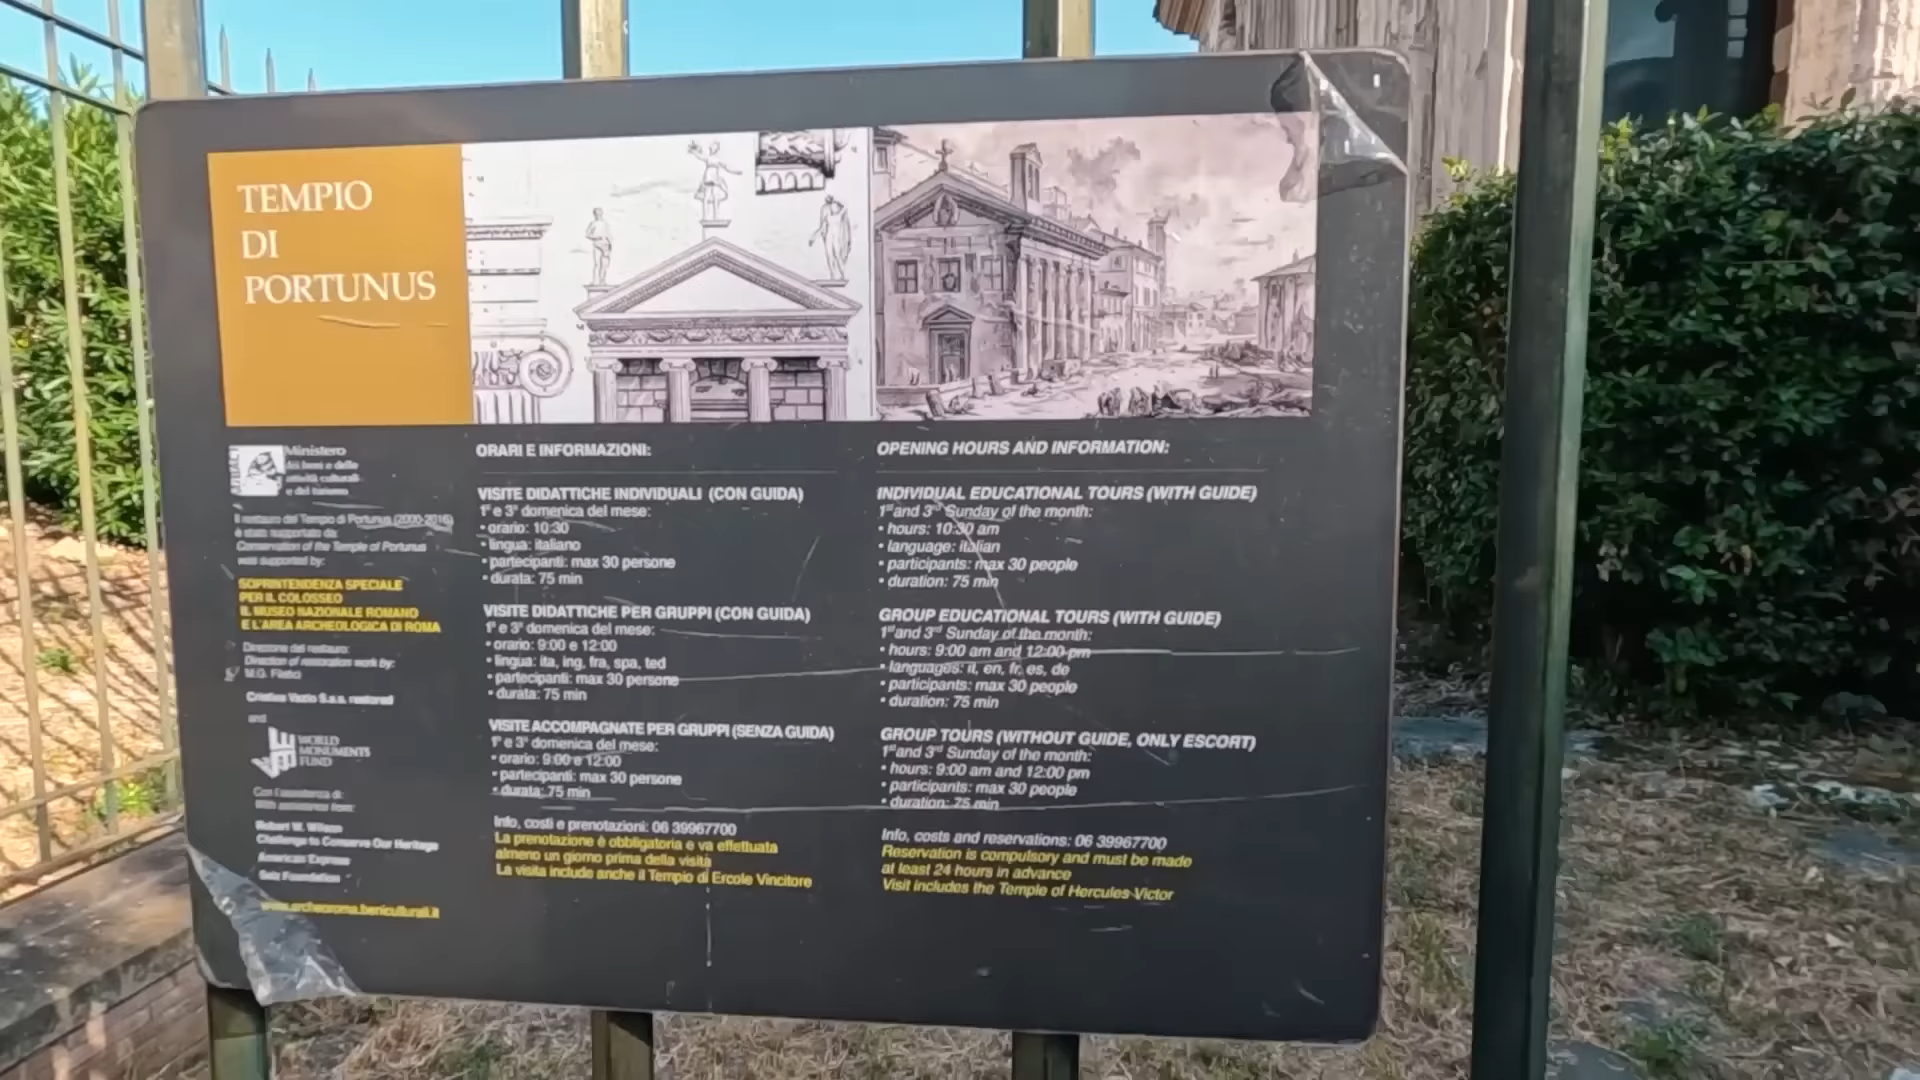 TEMPIO
DI
PORTUNUS
Ministero
dei beni e delle
attività culturali
e del turismo
Il restauro del Tempio di Portunus (2000-2016)
è stato supportato da:
Conservation of the Temple of Portunus
was supported by:
SOPRINTENDENZA SPECIALE
PER IL COLOSSEO
IL MUSEO NAZIONALE ROMANO
E L'AREA ARCHEOLOGICA DI ROMA
Direzione del restauro:
Direction of restoration work by:
M.G. Filetici
and
WORLD
MONUMENTS
FUND
Con l'assistenza di:
With assistance from:
Robert W. Wilson
Challenge to Conserve Our Heritage
American Express
Selz Foundation
www.archeoroma.beniculturali.it
ORARI E INFORMAZIONI:
VISITE DIDATTICHE INDIVIDUALI (CON GUIDA)
1° e 3° domenica del mese:
• orario: 10:30
• lingua: italiano
• partecipanti: max 30 persone
• durata: 75 min
VISITE DIDATTICHE PER GRUPPI (CON GUIDA)
1° e 3° domenica del mese:
• orario: 9:00 e 12:00
• lingua: ita, ing, fra, spa, ted
• partecipanti: max 30 persone
• durata: 75 min
VISITE ACCOMPAGNATE PER GRUPPI (SENZA GUIDA)
1° e 3° domenica del mese:
• orario: 9:00 e 12:00
• partecipanti: max 30 persone
• durata: 75 min
Info, costi e prenotazioni: 06 39967700
La prenotazione è obbligatoria e va effettuata
almeno un giorno prima della visita
La visita include anche il Tempio di Ercole Vincitore
OPENING HOURS AND INFORMATION:
INDIVIDUAL EDUCATIONAL TOURS (WITH GUIDE)
1st and 3rd Sunday of the month:
• hours: 10:30 am
• language: italian
• participants: max 30 people
• duration: 75 min
GROUP EDUCATIONAL TOURS (WITH GUIDE)
1st and 3rd Sunday of the month:
• hours: 9:00 am and 12:00 pm
• languages: it, en, fr, es, de
• participants: max 30 people
• duration: 75 min
GROUP TOURS (WITHOUT GUIDE, ONLY ESCORT)
1st and 3rd Sunday of the month:
• hours: 9:00 am and 12:00 pm
• participants: max 30 people
• duration: 75 min
Info, costs and reservations: 06 39967700
Reservation is compulsory and must be made
at least 24 hours in advance
Visit includes the Temple of Hercules Victor